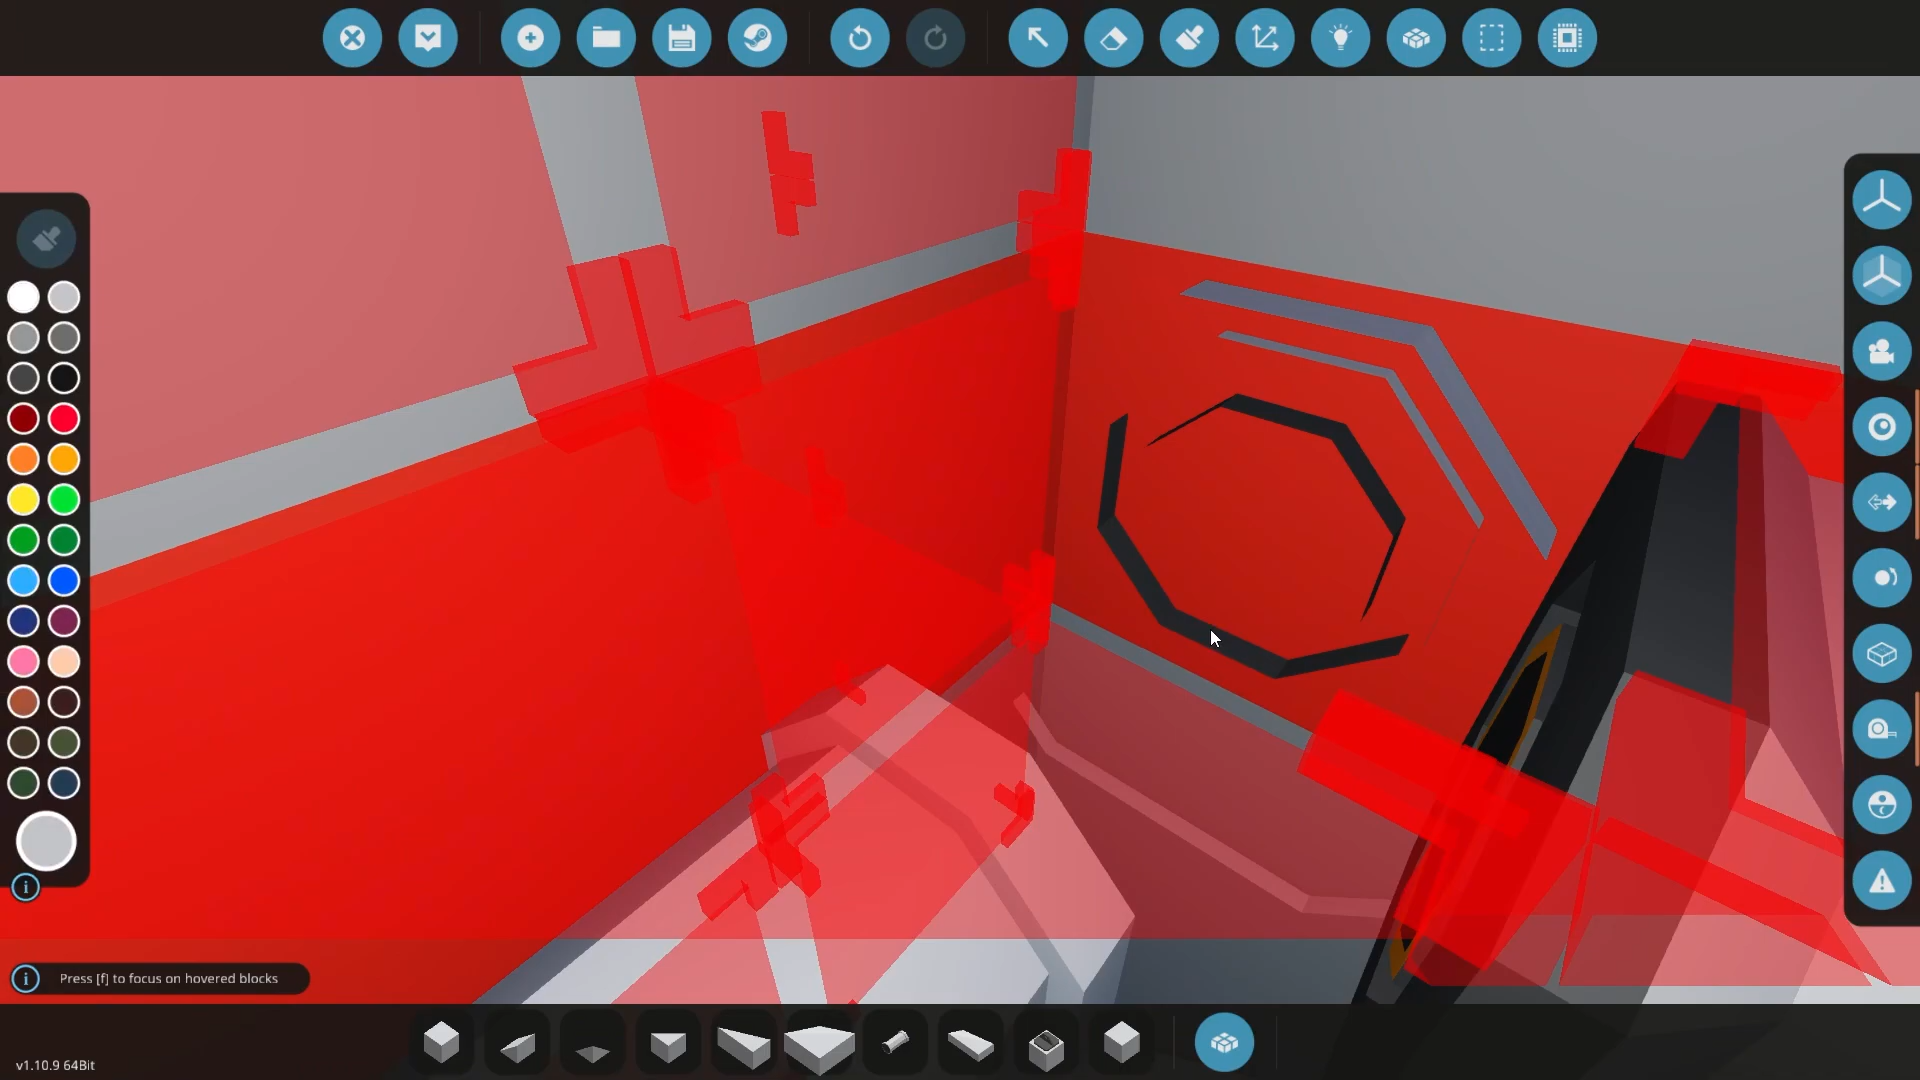 Press [f] to focus on hovered blocks
v1.10.9 64Bit